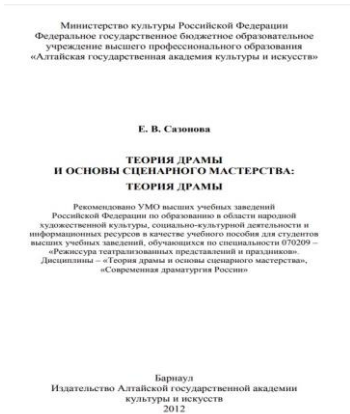 Министерство культуры Российской Федерации
Федеральное государственное бюджетное образовательное
учреждение высшего профессионального образования
«Алтайская государственная академия культуры и искусств»
Е. В. Сазонова
ТЕОРИЯ ДРАМЫ
И ОСНОВЫ СЦЕНАРНОГО МАСТЕРСТВА:
ТЕОРИЯ ДРАМЫ
Рекомендовано УМО высших учебных заведений
Российской Федерации по образованию в области народной
художественной культуры, социально-культурной деятельности и
информационных ресурсов в качестве учебного пособия для студентов
высших учебных заведений, обучающихся по специальности 070209 –
«Режиссура театрализованных представлений и праздников».
Дисциплины – «Теория драмы и основы сценарного мастерства»,
«Современная драматургия России»
Барнаул
Издательство Алтайской государственной академии
культуры и искусств
2012